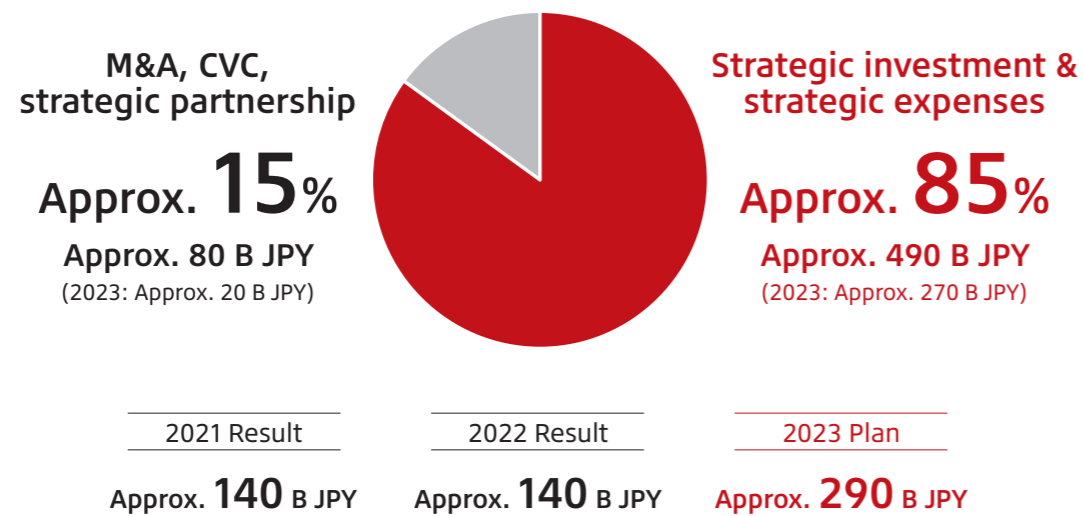 M&A, CVC,
strategic partnership
Approx. 15%
Approx. 80 B JPY
(2023: Approx. 20 B JPY)
Strategic investment &
strategic expenses
Approx. 85%
Approx. 490 B JPY
(2023: Approx. 270 B JPY)
2021 Result
Approx. 140 B JPY
2022 Result
Approx. 140 B JPY
2023 Plan
Approx. 290 B JPY